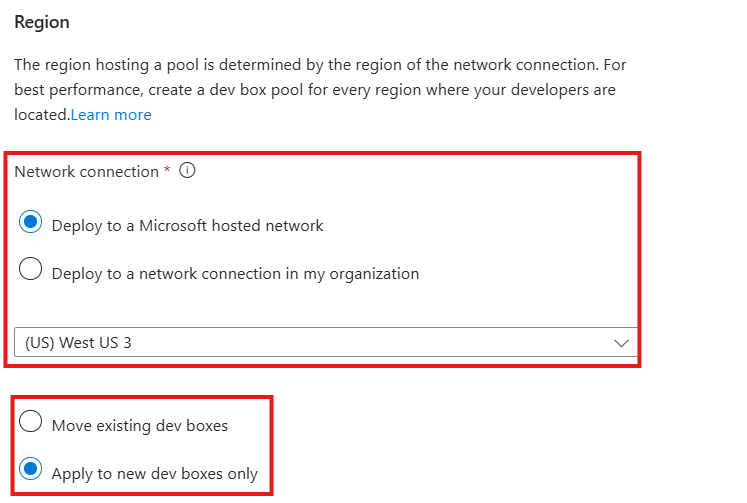 Region
The region hosting a pool is determined by the region of the network connection. For
best performance, create a dev box pool for every region where your developers are
located.Learn more
Network connection *
Deploy to a Microsoft hosted network
Deploy to a network connection in my organization
(US) West US 3
Move existing dev boxes
Apply to new dev boxes only